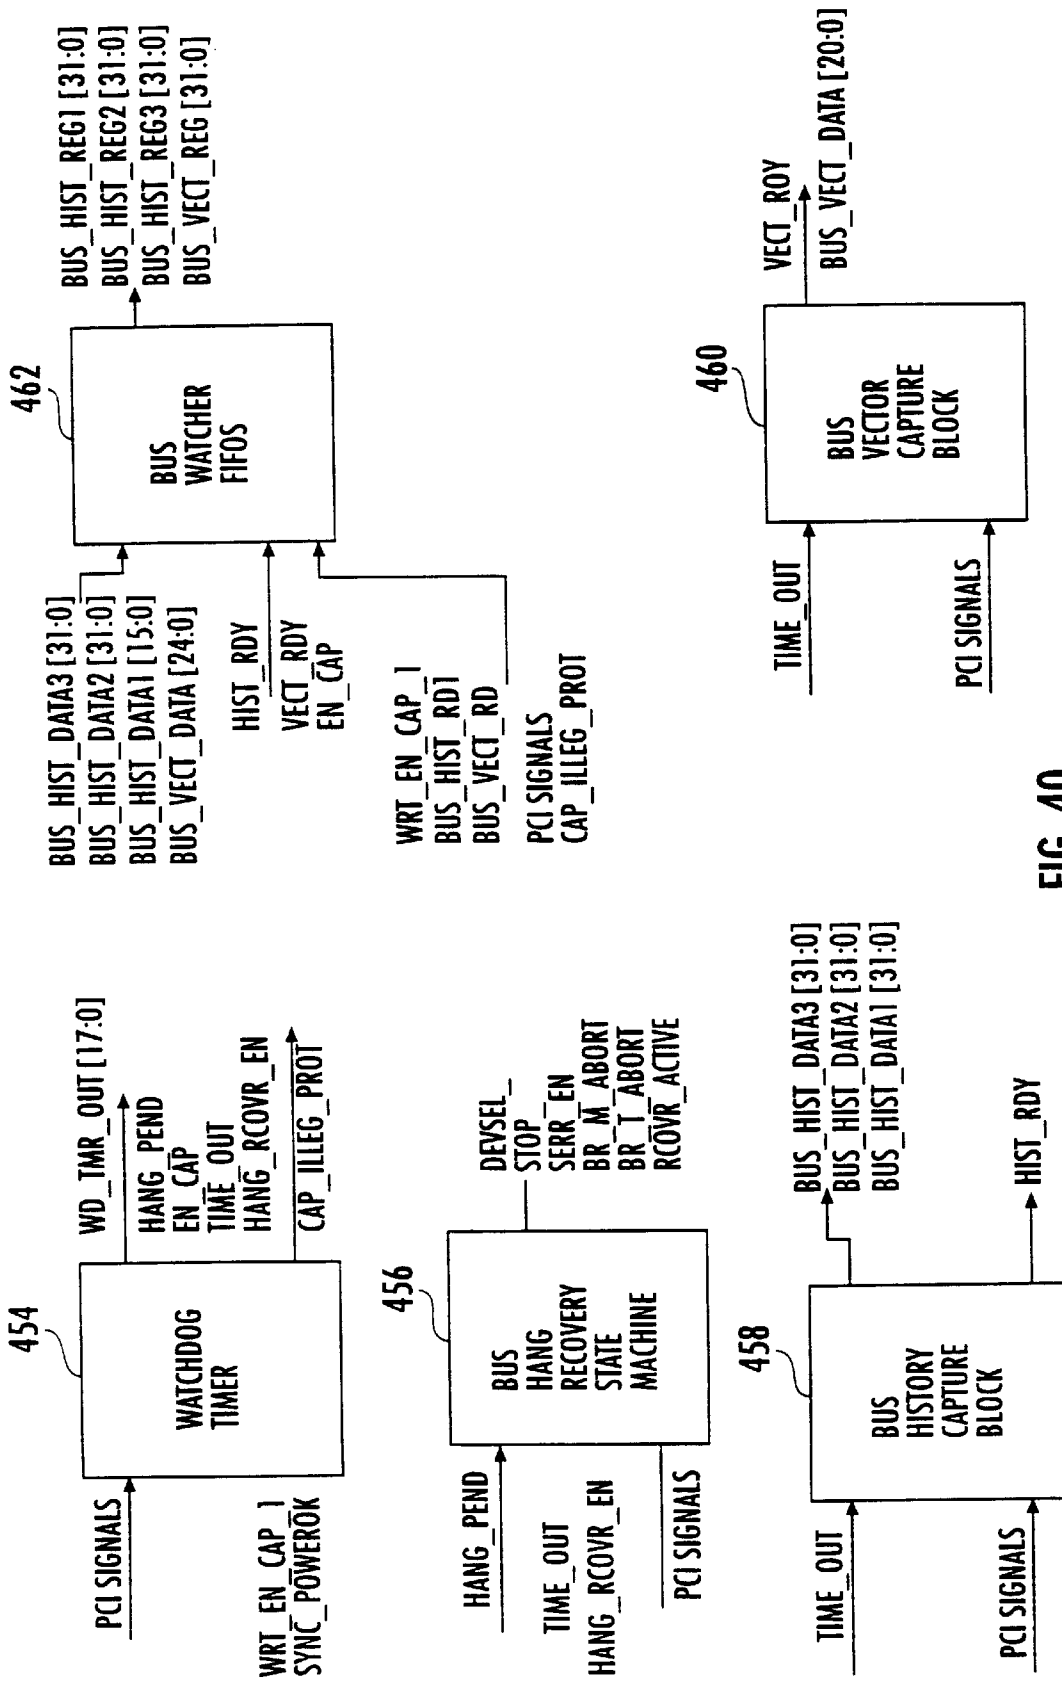 454
WATCHDOG
TIMER
PCI SIGNALS
WRT_EN_CAP_1
SYNC_POWEROK
WD_TMR_OUT [17:0]
HANG_PEND
EN_CAP
TIME_OUT
HANG_RCOVR_EN
CAP_ILLEG_PROT
462
BUS
WATCHER
FIFOS
BUS_HIST_DATA3 [31:0]
BUS_HIST_DATA2 [31:0]
BUS_HIST_DATA1 [15:0]
BUS_VECT_DATA [24:0]
HIST_RDY
VECT_RDY
EN_CAP
WRT_EN_CAP_1
BUS_HIST_RD1
BUS_VECT_RD
PCI SIGNALS
CAP_ILLEG_PROT
BUS_HIST_REG1 [31:0]
BUS_HIST_REG2 [31:0]
BUS_HIST_REG3 [31:0]
BUS_VECT_REG [31:0]
456
BUS
HANG
RECOVERY
STATE
MACHINE
HANG_PEND
TIME_OUT
HANG_RCOVR_EN
PCI SIGNALS
DEVSEL_
STOP_
SERR_EN
BR_M_ABORT
BR_T_ABORT
RCOVR_ACTIVE
458
BUS
HISTORY
CAPTURE
BLOCK
TIME_OUT
PCI SIGNALS
BUS_HIST_DATA3 [31:0]
BUS_HIST_DATA2 [31:0]
BUS_HIST_DATA1 [31:0]
HIST_RDY
460
BUS
VECTOR
CAPTURE
BLOCK
TIME_OUT
PCI SIGNALS
VECT_ROY
BUS_VECT_DATA [20:0]
FIG. 40